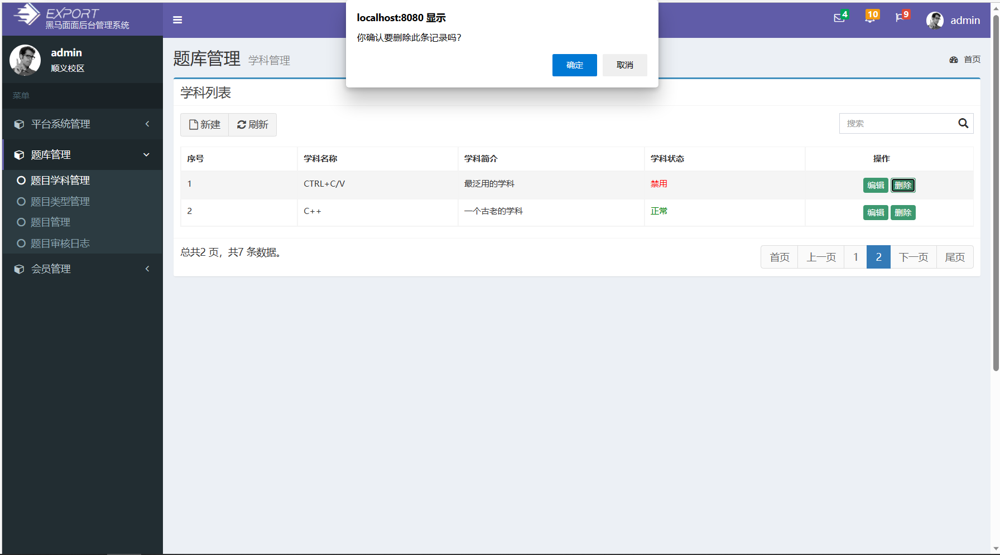 EXPORT
黑马面面后台管理系统
localhost:8080 显示
你确认要删除此条记录吗?
确定 取消
4 10 9 admin
admin
顺义校区
菜单
平台系统管理
题库管理
题目学科管理
题目类型管理
题目管理
题目审核日志
会员管理
题库管理 学科管理
首页
学科列表
新建 刷新
搜索
序号 学科名称 学科简介 学科状态 操作
1 CTRL+C/V 最泛用的学科 禁用 编辑 删除
2 C++ 一个古老的学科 正常 编辑 删除
总共2 页，共7 条数据。
首页 上一页 1 2 下一页 尾页